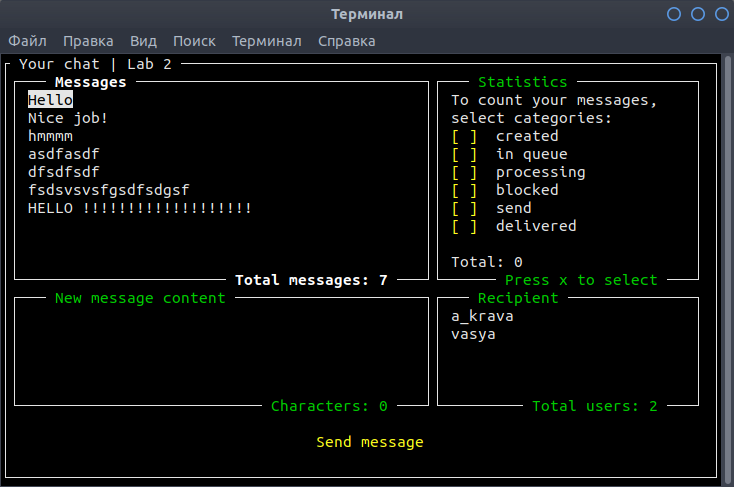 Терминал
Файл Правка Вид Поиск Терминал Справка
Your chat | Lab 2
Messages
Hello
Nice job!
hmmmm
asdfasdf
dfsdfsdf
fsdsvsvsfgsdfsdgsf
HELLO !!!!!!!!!!!!!!!!!!!
Total messages: 7
Statistics
To count your messages,
select categories:
[ ] created
[ ] in queue
[ ] processing
[ ] blocked
[ ] send
[ ] delivered
Total: 0
Press x to select
New message content
Characters: 0
Recipient
a_krava
vasya
Total users: 2
Send message